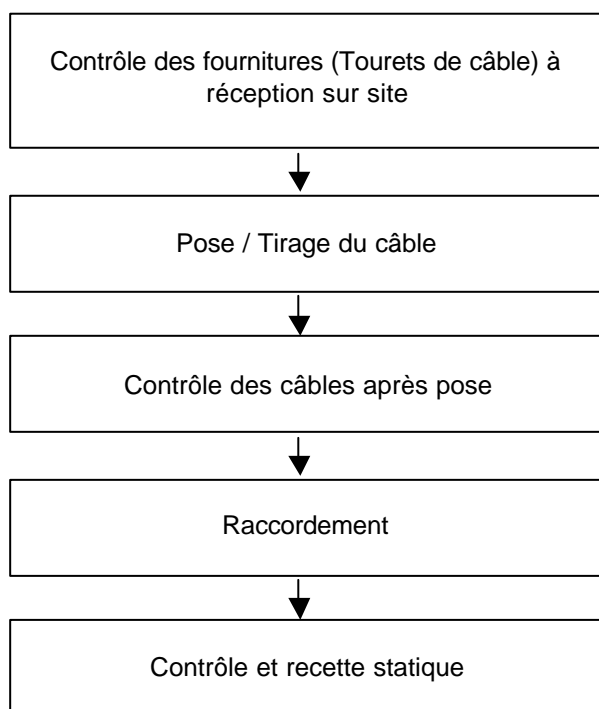 Contrôle des fournitures (Tourets de câble) à
réception sur site
Pose / Tirage du câble
Contrôle des câbles après pose
Raccordement
Contrôle et recette statique